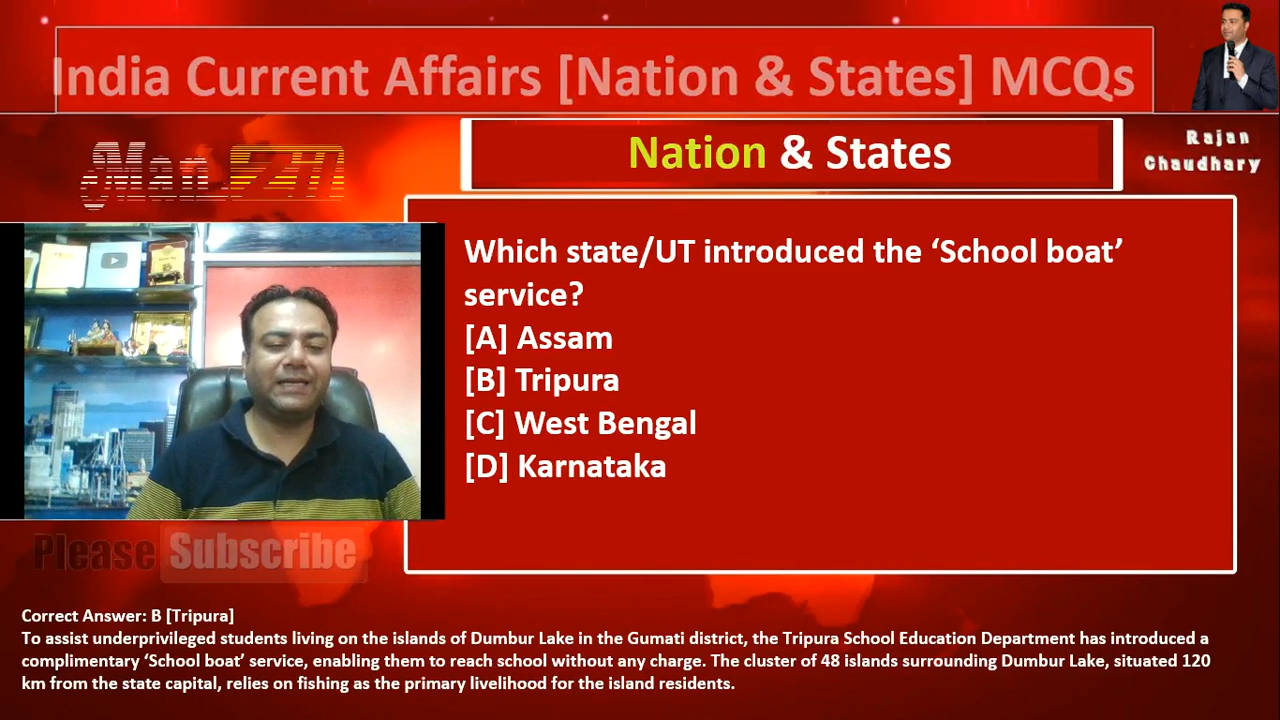 India Current Affairs [Nation & States] MCQs
Rajan
Chaudhary
Nation & States
Which state/UT introduced the ‘School boat’
service?
[A] Assam
[B] Tripura
[C] West Bengal
[D] Karnataka
Please Subscribe
Correct Answer: B [Tripura]
To assist underprivileged students living on the islands of Dumbur Lake in the Gumati district, the Tripura School Education Department has introduced a
complimentary ‘School boat’ service, enabling them to reach school without any charge. The cluster of 48 islands surrounding Dumbur Lake, situated 120
km from the state capital, relies on fishing as the primary livelihood for the island residents.